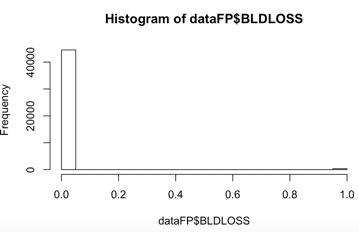 Histogram of dataFP$BLDLOSS
Frequency
40000
20000
0
0.0 0.2 0.4 0.6 0.8 1.0
dataFP$BLDLOSS